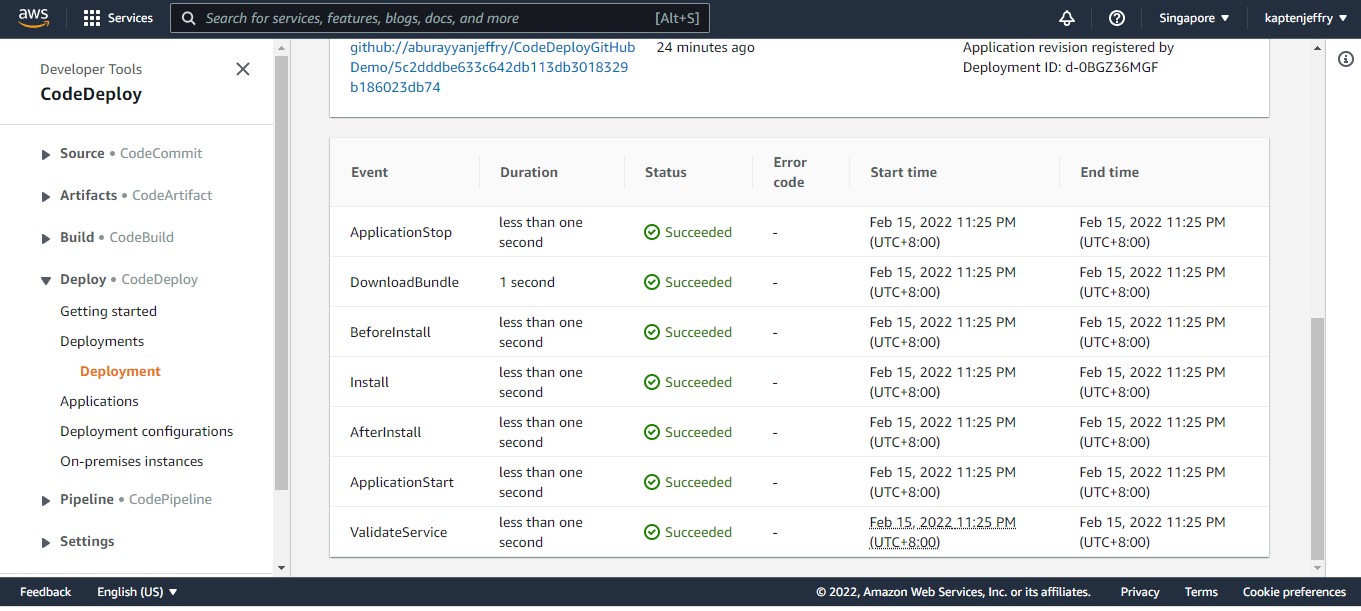 aws
Services
Search for services, features, blogs, docs, and more
[Alt+S]
Singapore
kaptenjeffry
Developer Tools
CodeDeploy
Source • CodeCommit
Artifacts • CodeArtifact
Build • CodeBuild
Deploy • CodeDeploy
Getting started
Deployments
Deployment
Applications
Deployment configurations
On-premises instances
Pipeline • CodePipeline
Settings
github://aburayyanjeffry/CodeDeployGitHub
Demo/5c2dddbe633c642db113db3018329
b186023db74
24 minutes ago
Application revision registered by
Deployment ID: d-0BGZ36MGF
Event
Duration
Status
Error
code
Start time
End time
ApplicationStop
less than one
second
Succeeded
-
Feb 15, 2022 11:25 PM
(UTC+8:00)
Feb 15, 2022 11:25 PM
(UTC+8:00)
DownloadBundle
1 second
Succeeded
-
Feb 15, 2022 11:25 PM
(UTC+8:00)
Feb 15, 2022 11:25 PM
(UTC+8:00)
BeforeInstall
less than one
second
Succeeded
-
Feb 15, 2022 11:25 PM
(UTC+8:00)
Feb 15, 2022 11:25 PM
(UTC+8:00)
Install
less than one
second
Succeeded
-
Feb 15, 2022 11:25 PM
(UTC+8:00)
Feb 15, 2022 11:25 PM
(UTC+8:00)
AfterInstall
less than one
second
Succeeded
-
Feb 15, 2022 11:25 PM
(UTC+8:00)
Feb 15, 2022 11:25 PM
(UTC+8:00)
ApplicationStart
less than one
second
Succeeded
-
Feb 15, 2022 11:25 PM
(UTC+8:00)
Feb 15, 2022 11:25 PM
(UTC+8:00)
ValidateService
less than one
second
Succeeded
-
Feb 15, 2022 11:25 PM
(UTC+8:00)
Feb 15, 2022 11:25 PM
(UTC+8:00)
Feedback
English (US)
© 2022, Amazon Web Services, Inc. or its affiliates.
Privacy
Terms
Cookie preferences